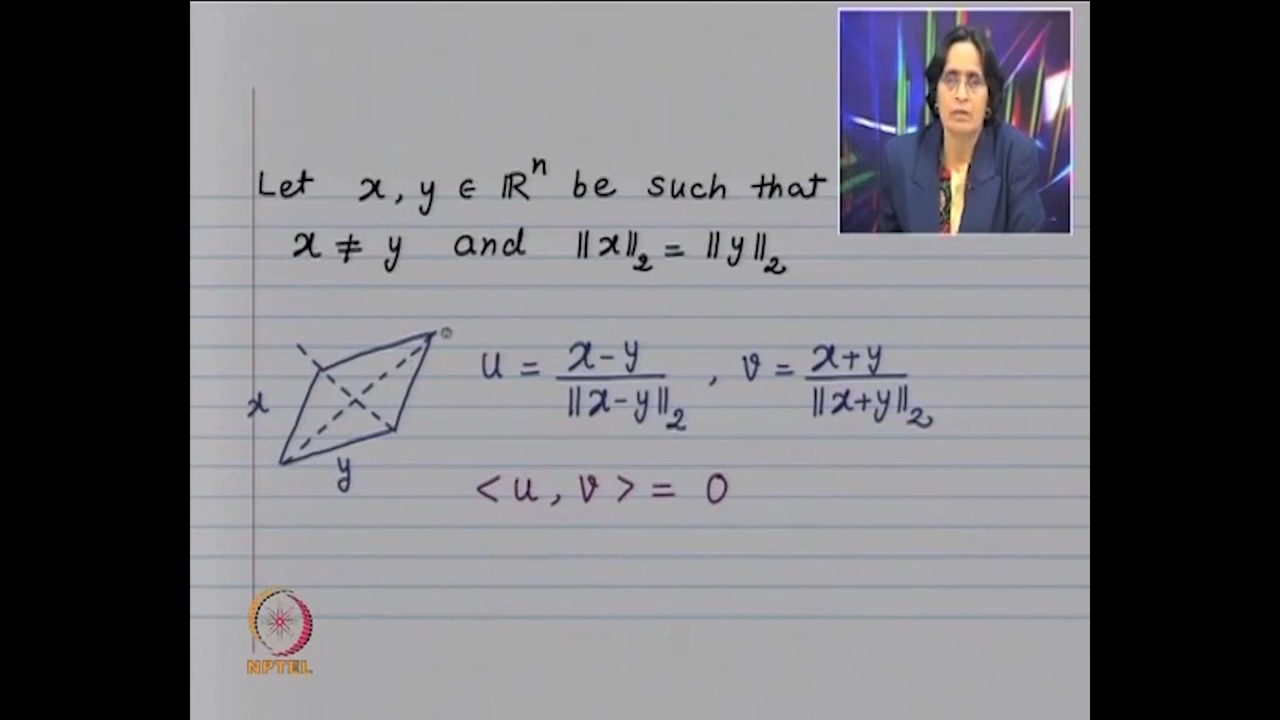 Let x, y ∈ ℝⁿ be such that
x ≠ y and ‖x‖₂ = ‖y‖₂
x
y
u = x-y / ‖x-y‖₂ , v = x+y / ‖x+y‖₂
<u, v> = 0
NPTEL